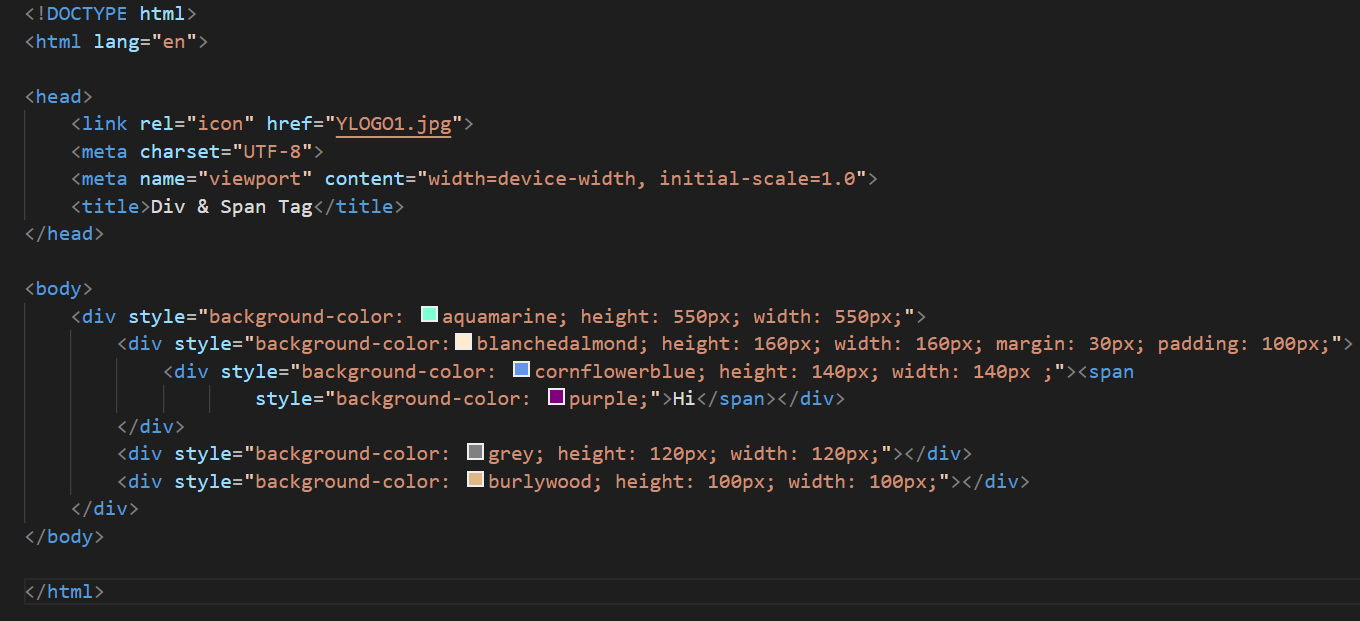 <!DOCTYPE html>
<html lang="en">
<head>
<link rel="icon" href="YLOGO1.jpg">
<meta charset="UTF-8">
<meta name="viewport" content="width=device-width, initial-scale=1.0">
<title>Div & Span Tag</title>
</head>
<body>
<div style="background-color: aquamarine; height: 550px; width: 550px;">
<div style="background-color:blanchedalmond; height: 160px; width: 160px; margin: 30px; padding: 100px;">
<div style="background-color: cornflowerblue; height: 140px; width: 140px ;"><span
style="background-color: purple;">Hi</span></div>
</div>
<div style="background-color: grey; height: 120px; width: 120px;"></div>
<div style="background-color: burlywood; height: 100px; width: 100px;"></div>
</div>
</body>
</html>